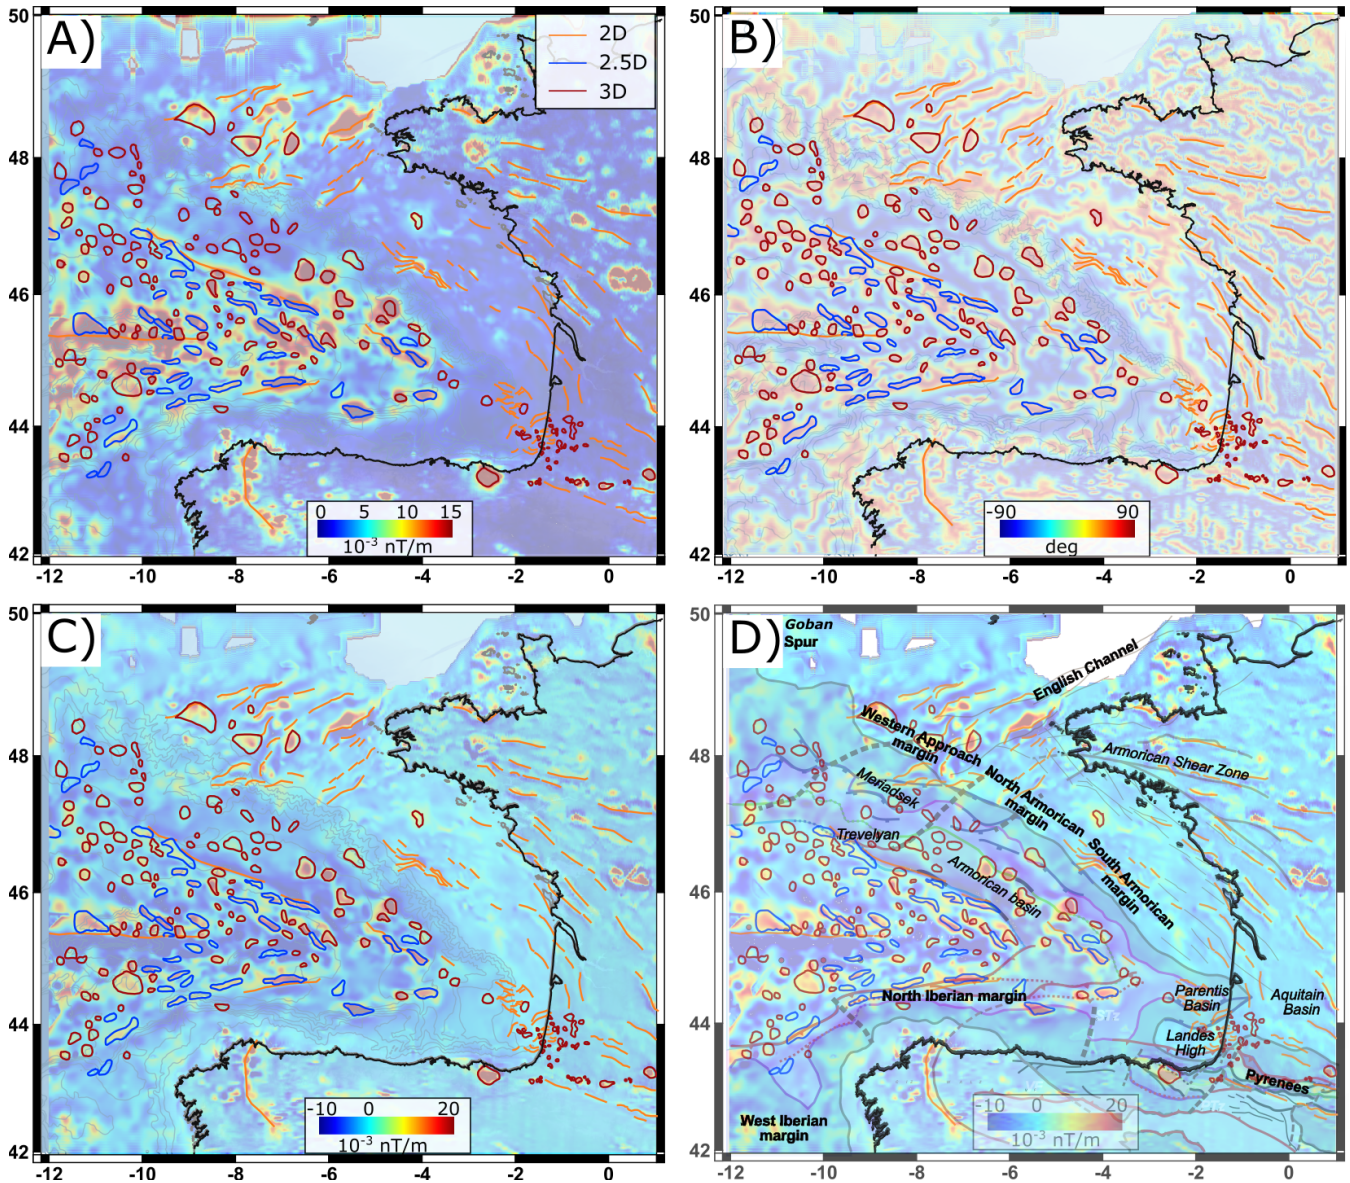 A)
2D
2.5D
3D
50
48
46
44
42
0 5 10 15
10⁻³ nT/m
-12 -10 -8 -6 -4 -2 0
B)
50
48
46
44
42
-90 90
deg
-12 -10 -8 -6 -4 -2 0
C)
50
48
46
44
42
-10 0 20
10⁻³ nT/m
-12 -10 -8 -6 -4 -2 0
D)
Goban
Spur
English Channel
Western Approach
margin
Armorican Shear Zone
Meriadsek
North Armorican
margin
Trevelyan
South Armorican
margin
Armorican basin
North Iberian margin
Parentis
Basin
Aquitain
Basin
Landes
High
Pyrenees
West Iberian
margin
50
48
46
44
42
-10 0 20
10⁻³ nT/m
-12 -10 -8 -6 -4 -2 0